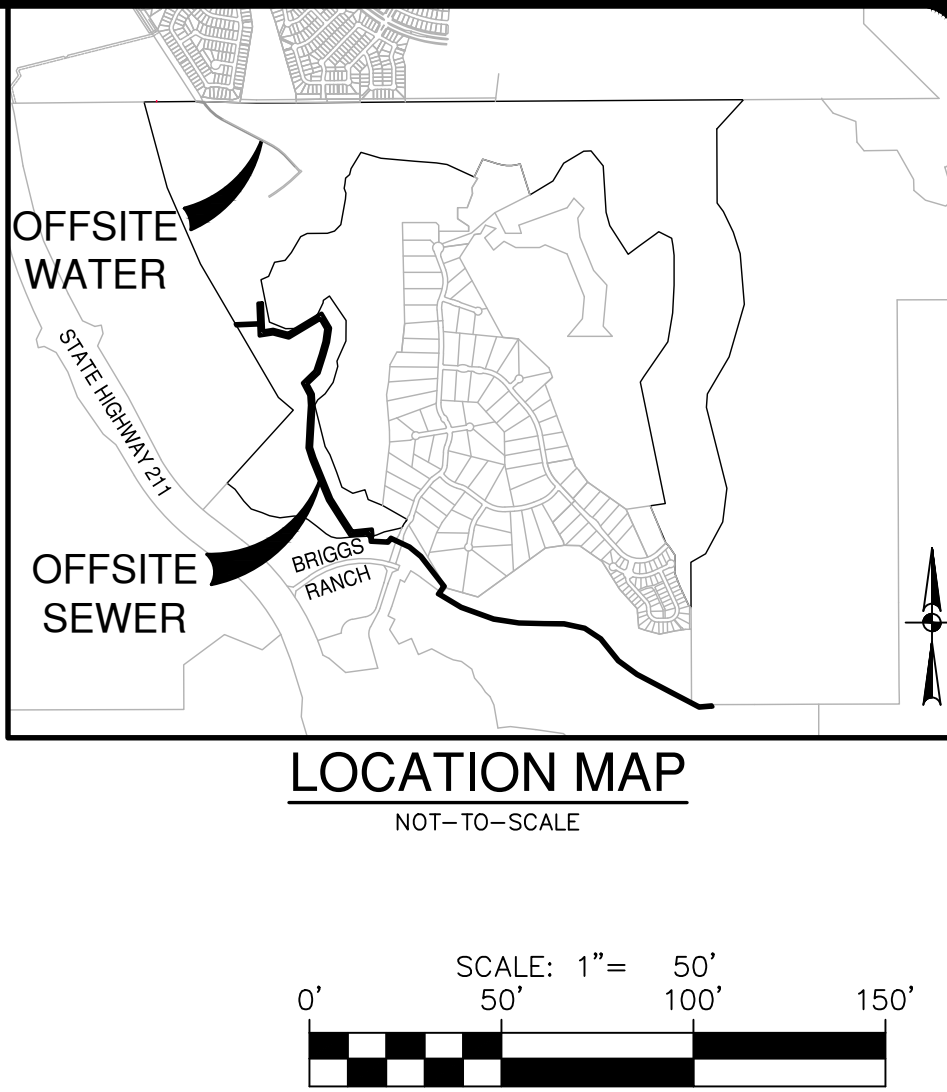 OFFSITE
WATER
STATE HIGHWAY 211
OFFSITE
SEWER
BRIGGS
RANCH
LOCATION MAP
NOT-TO-SCALE
SCALE: 1"= 50'
0' 50' 100' 150'